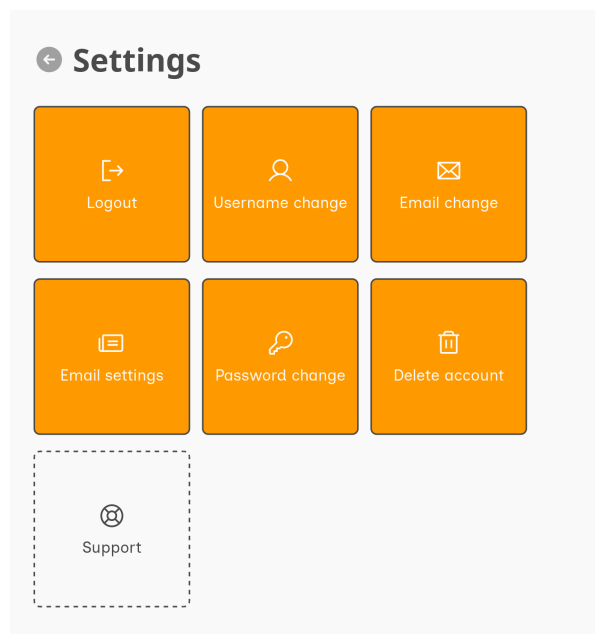 Settings
Logout
Username change
Email change
Email settings
Password change
Delete account
Support